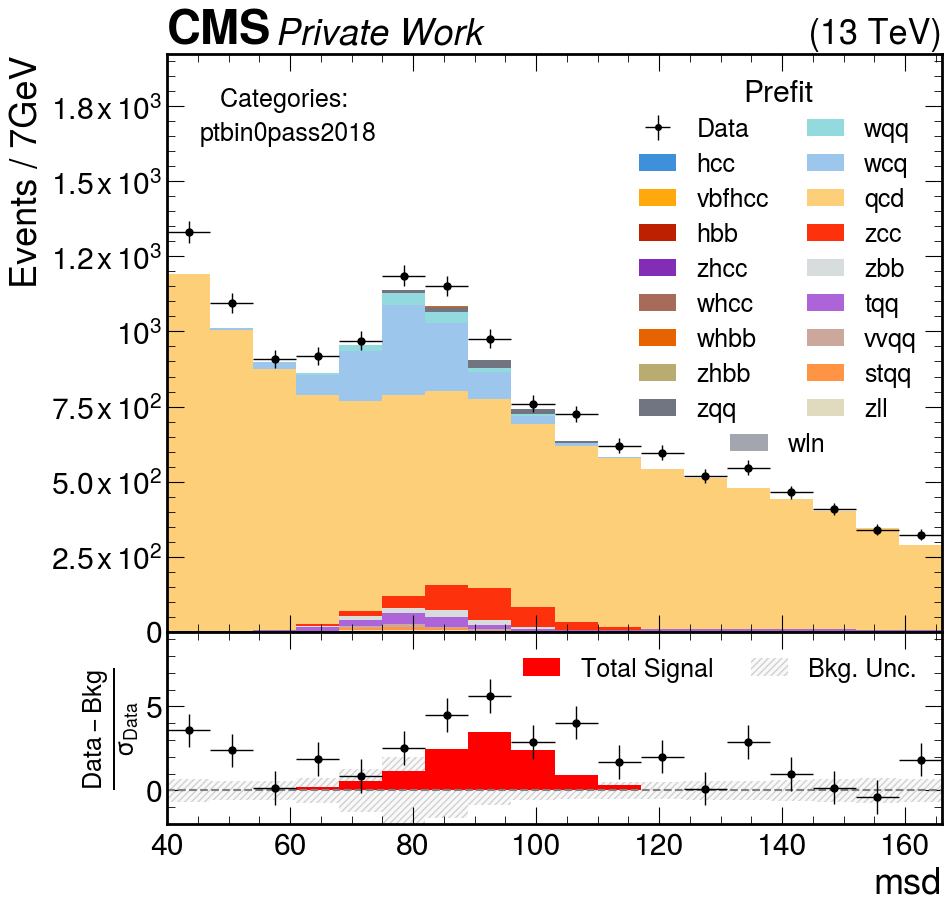 CMS Private Work (13 TeV)
Events / 7GeV
Categories:
ptbin0pass2018
Prefit
Data wqq
hcc wcq
vbfhcc qcd
hbb zcc
zhcc zbb
whcc tqq
whbb vvqq
zhbb stqq
zqq zll
wln
1.8 x 10³
1.5 x 10³
1.2 x 10³
10³
7.5 x 10²
5.0 x 10²
2.5 x 10²
0
Total Signal Bkg. Unc.
Data − Bkg
σData
5
0
40 60 80 100 120 140 160
msd